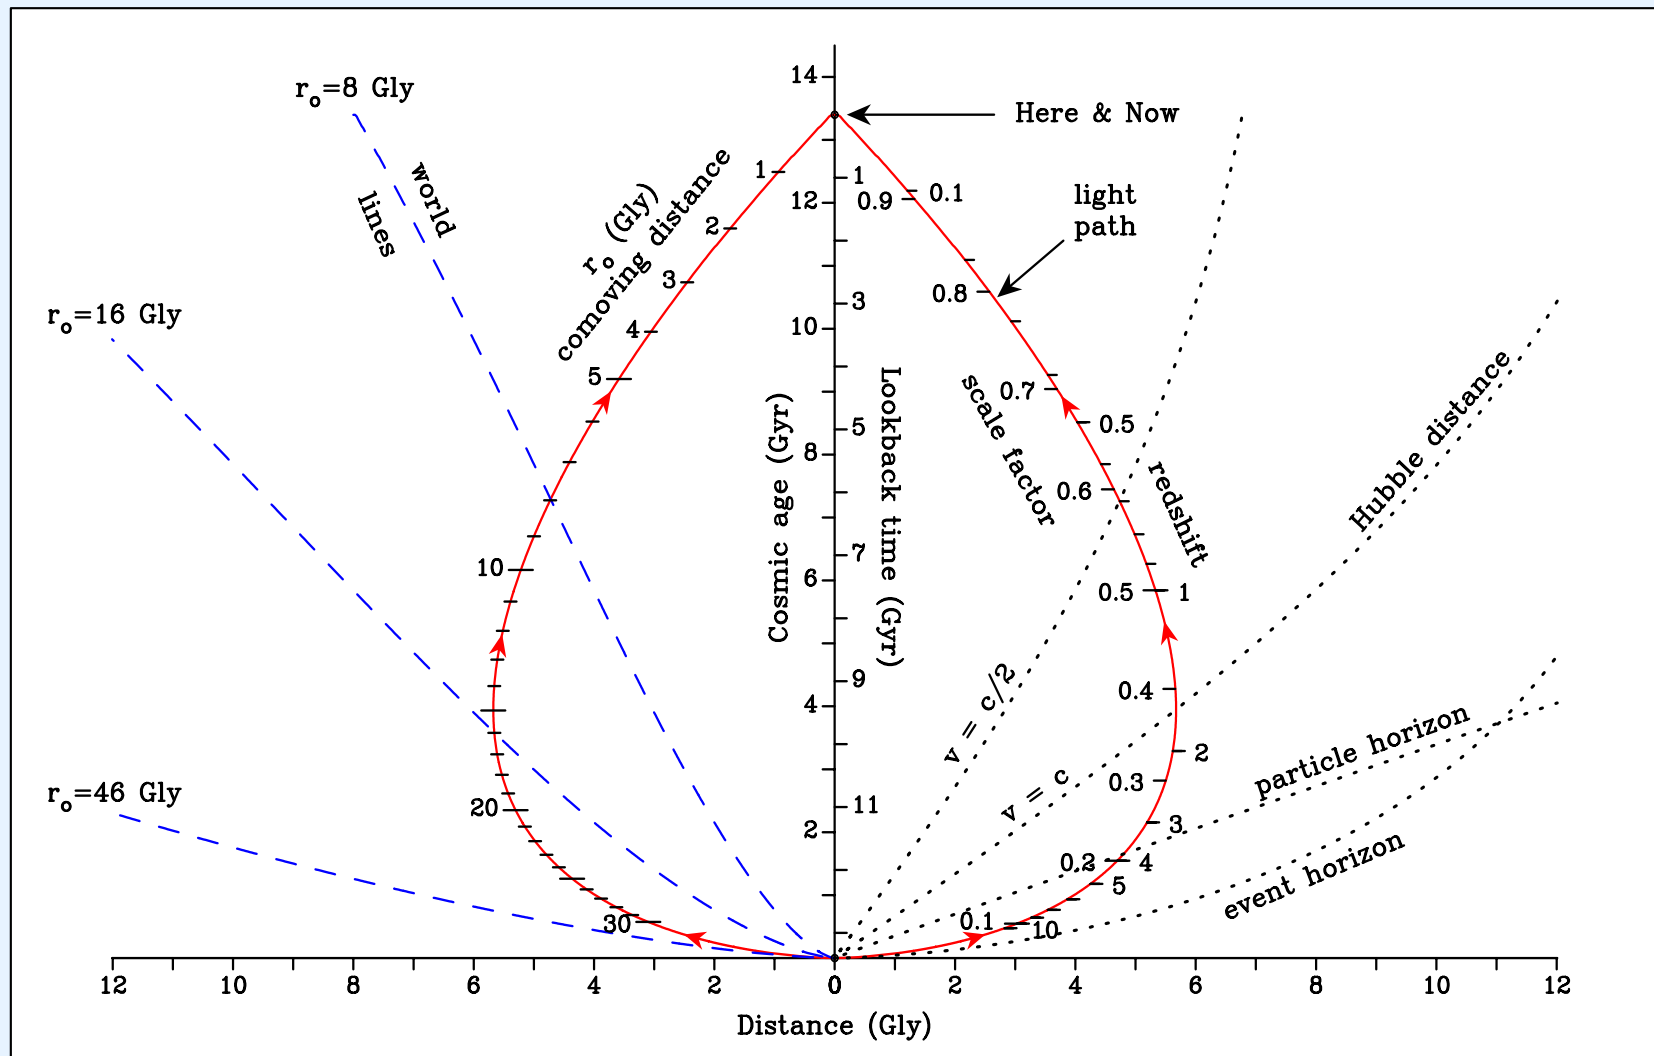 r₀=8 Gly
14
Here & Now
world
lines
r₀ (Gly)
comoving distance
1
2
3
4
5
10
20
30
1
12
0.9
0.1
light
path
0.8
3
10
0.7
scale factor
0.5
5
8
0.6
redshift
Hubble distance
Cosmic age (Gyr)
Lookback time (Gyr)
7
6
0.5
1
r₀=16 Gly
9
4
0.4
2
v = c/2
v = c
particle horizon
0.3
11
2
3
0.2
4
5
event horizon
0.1
10
r₀=46 Gly
12
10
8
6
4
2
0
2
4
6
8
10
12
Distance (Gly)